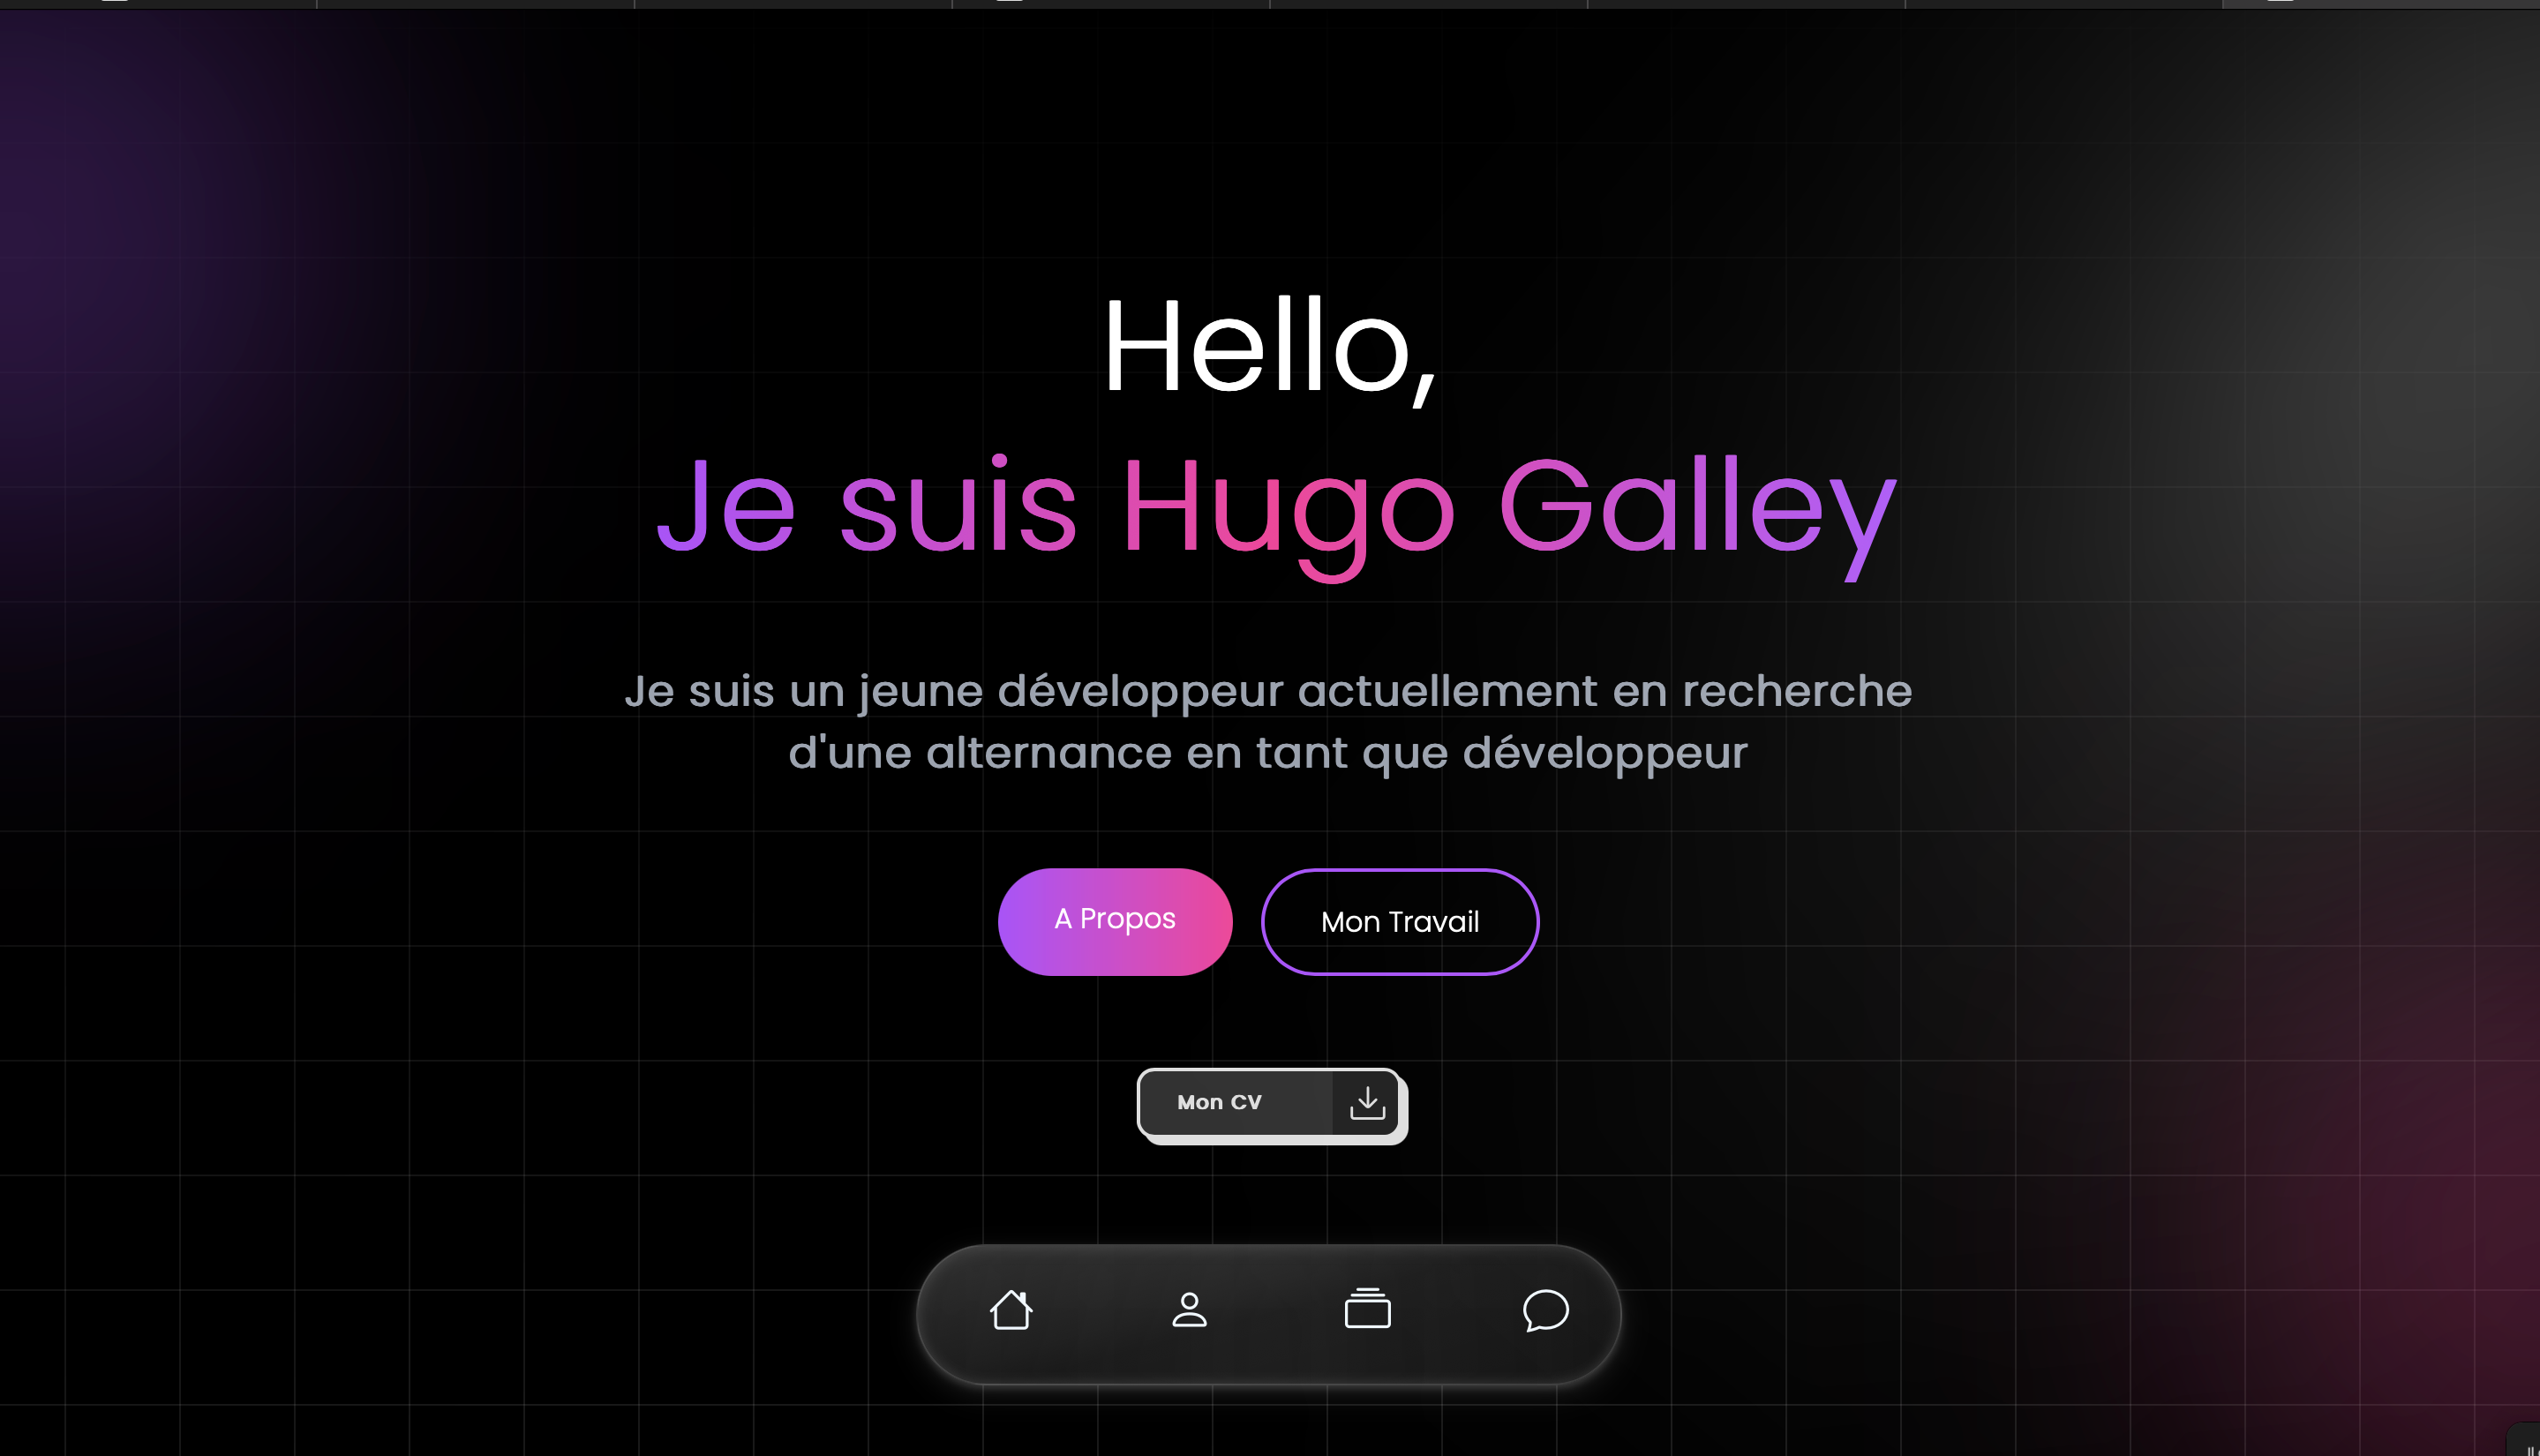 Hello,
Je suis Hugo Galley
Je suis un jeune développeur actuellement en recherche
d'une alternance en tant que développeur
A Propos
Mon Travail
Mon CV